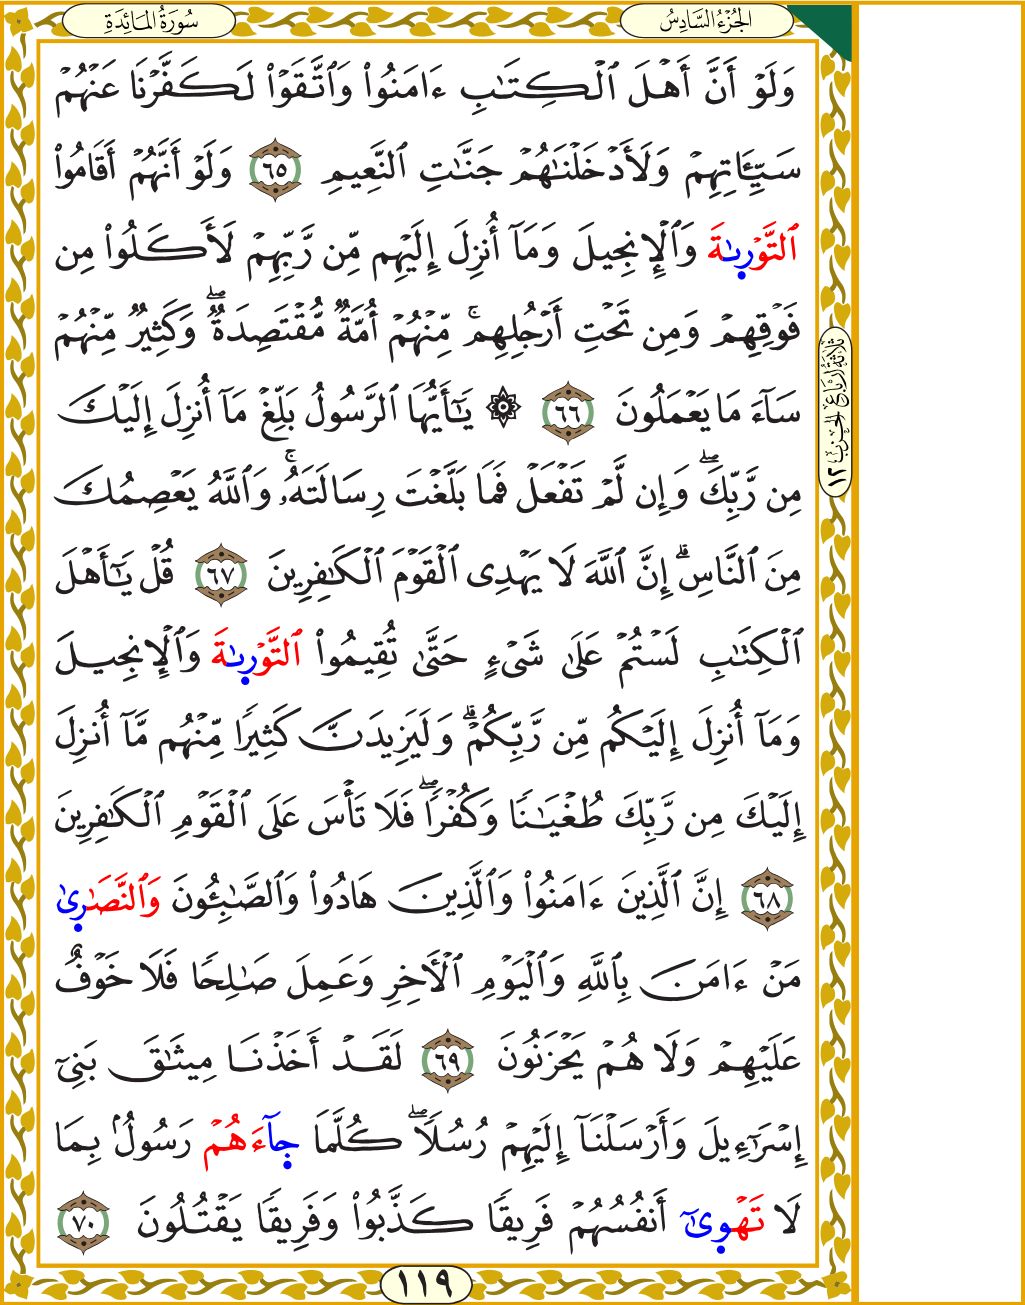 الجُزْءُ السَّادِسُ
سُورَةُ المَائِدَةِ
وَلَوْ أَنَّ أَهْلَ ٱلْكِتَٰبِ ءَامَنُوا۟ وَٱتَّقَوْا۟ لَكَفَّرْنَا عَنْهُمْ
سَيِّـَٔاتِهِمْ وَلَأَدْخَلْنَٰهُمْ جَنَّٰتِ ٱلنَّعِيمِ ٦٥ وَلَوْ أَنَّهُمْ أَقَامُوا۟
ٱلتَّوْر۪ىٰةَ وَٱلْإِنجِيلَ وَمَآ أُنزِلَ إِلَيْهِم مِّن رَّبِّهِمْ لَأَكَلُوا۟ مِن
فَوْقِهِمْ وَمِن تَحْتِ أَرْجُلِهِم ۚ مِّنْهُمْ أُمَّةٌ مُّقْتَصِدَةٌ ۖ وَكَثِيرٌ مِّنْهُمْ
سَآءَ مَا يَعْمَلُونَ ٦٦ ۞ يَٰٓأَيُّهَا ٱلرَّسُولُ بَلِّغْ مَآ أُنزِلَ إِلَيْكَ
مِن رَّبِّكَ ۖ وَإِن لَّمْ تَفْعَلْ فَمَا بَلَّغْتَ رِسَالَتَهُۥ ۚ وَٱللَّهُ يَعْصِمُكَ
مِنَ ٱلنَّاسِ ۗ إِنَّ ٱللَّهَ لَا يَهْدِى ٱلْقَوْمَ ٱلْكَٰفِرِينَ ٦٧ قُلْ يَٰٓأَهْلَ
ٱلْكِتَٰبِ لَسْتُمْ عَلَىٰ شَىْءٍ حَتَّىٰ تُقِيمُوا۟ ٱلتَّوْر۪ىٰةَ وَٱلْإِنجِيلَ
وَمَآ أُنزِلَ إِلَيْكُم مِّن رَّبِّكُمْ ۗ وَلَيَزِيدَنَّ كَثِيرًا مِّنْهُم مَّآ أُنزِلَ
إِلَيْكَ مِن رَّبِّكَ طُغْيَٰنًا وَكُفْرًا ۖ فَلَا تَأْسَ عَلَى ٱلْقَوْمِ ٱلْكَٰفِرِينَ
٦٨ إِنَّ ٱلَّذِينَ ءَامَنُوا۟ وَٱلَّذِينَ هَادُوا۟ وَٱلصَّٰبِـُٔونَ وَٱلنَّصَٰر۪ىٰ
مَنْ ءَامَنَ بِٱللَّهِ وَٱلْيَوْمِ ٱلْأَخِرِ وَعَمِلَ صَٰلِحًا فَلَا خَوْفٌ
عَلَيْهِمْ وَلَا هُمْ يَحْزَنُونَ ٦٩ لَقَدْ أَخَذْنَا مِيثَٰقَ بَنِىٓ
إِسْرَٰٓءِيلَ وَأَرْسَلْنَآ إِلَيْهِمْ رُسُلًا ۖ كُلَّمَا ج۪آءَهُمْ رَسُولٌۢ بِمَا
لَا تَهْو۪ىٰٓ أَنفُسُهُمْ فَرِيقًا كَذَّبُوا۟ وَفَرِيقًا يَقْتُلُونَ ٧٠
ثَلَاثَةُ أَرْبَاعِ الحِزْبِ ١٢
١١٩